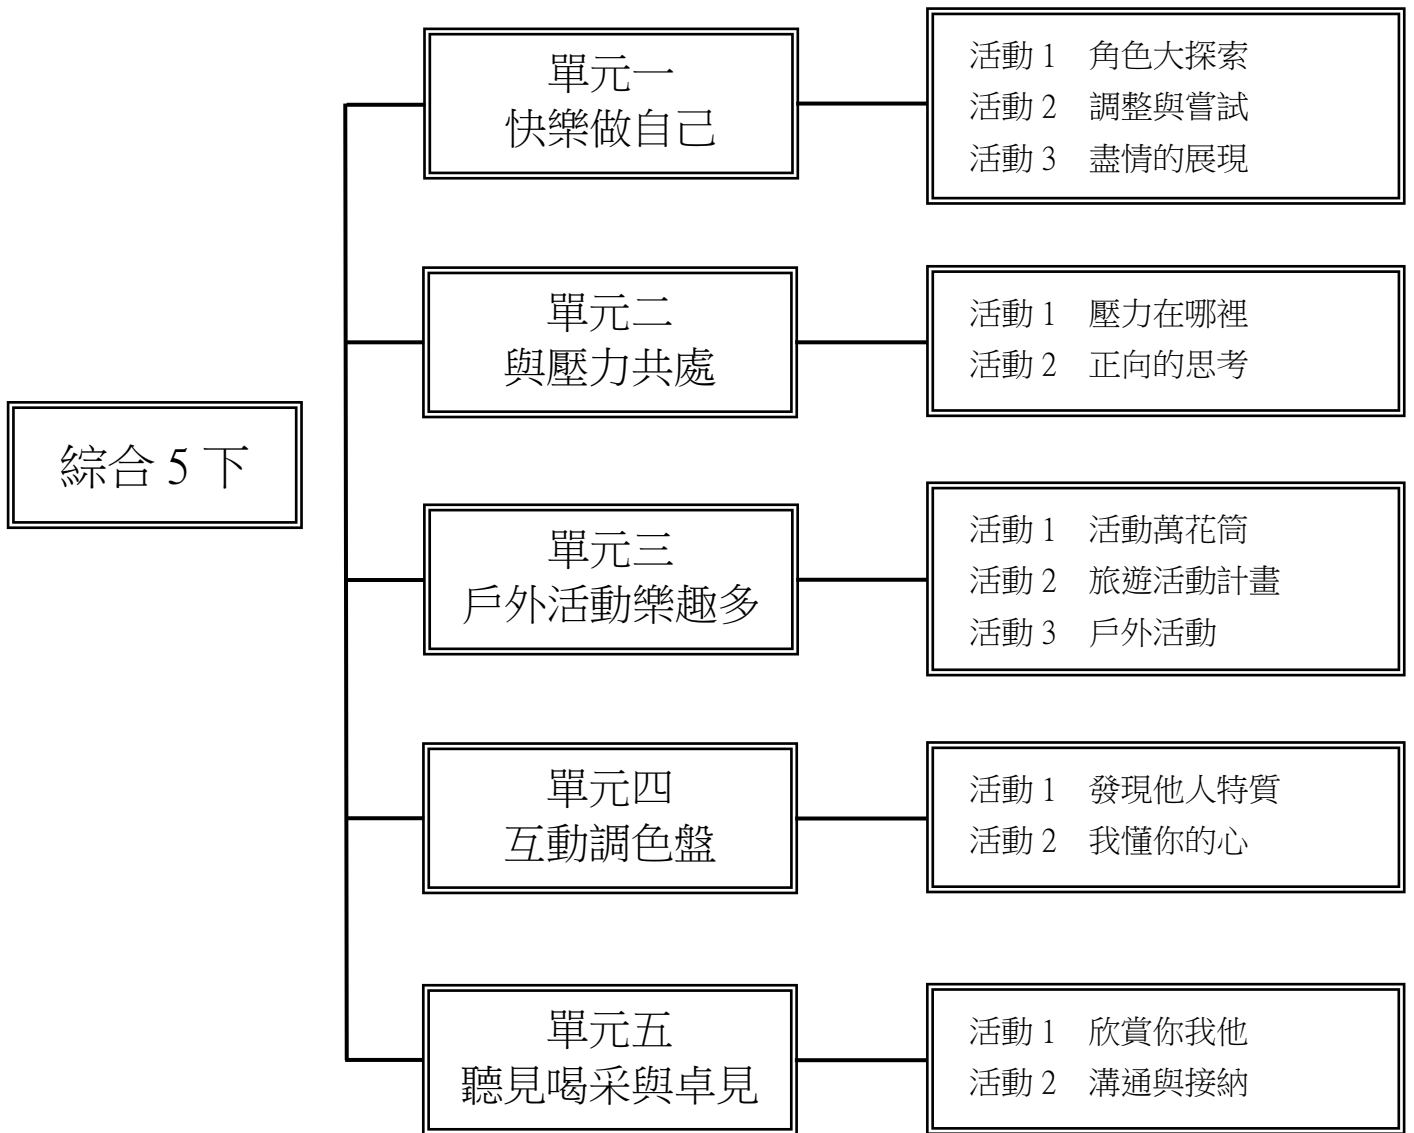 綜合 5 下
單元一
快樂做自己
活動 1 角色大探索
活動 2 調整與嘗試
活動 3 盡情的展現
單元二
與壓力共處
活動 1 壓力在哪裡
活動 2 正向的思考
單元三
戶外活動樂趣多
活動 1 活動萬花筒
活動 2 旅遊活動計畫
活動 3 戶外活動
單元四
互動調色盤
活動 1 發現他人特質
活動 2 我懂你的心
單元五
聽見喝采與卓見
活動 1 欣賞你我他
活動 2 溝通與接納